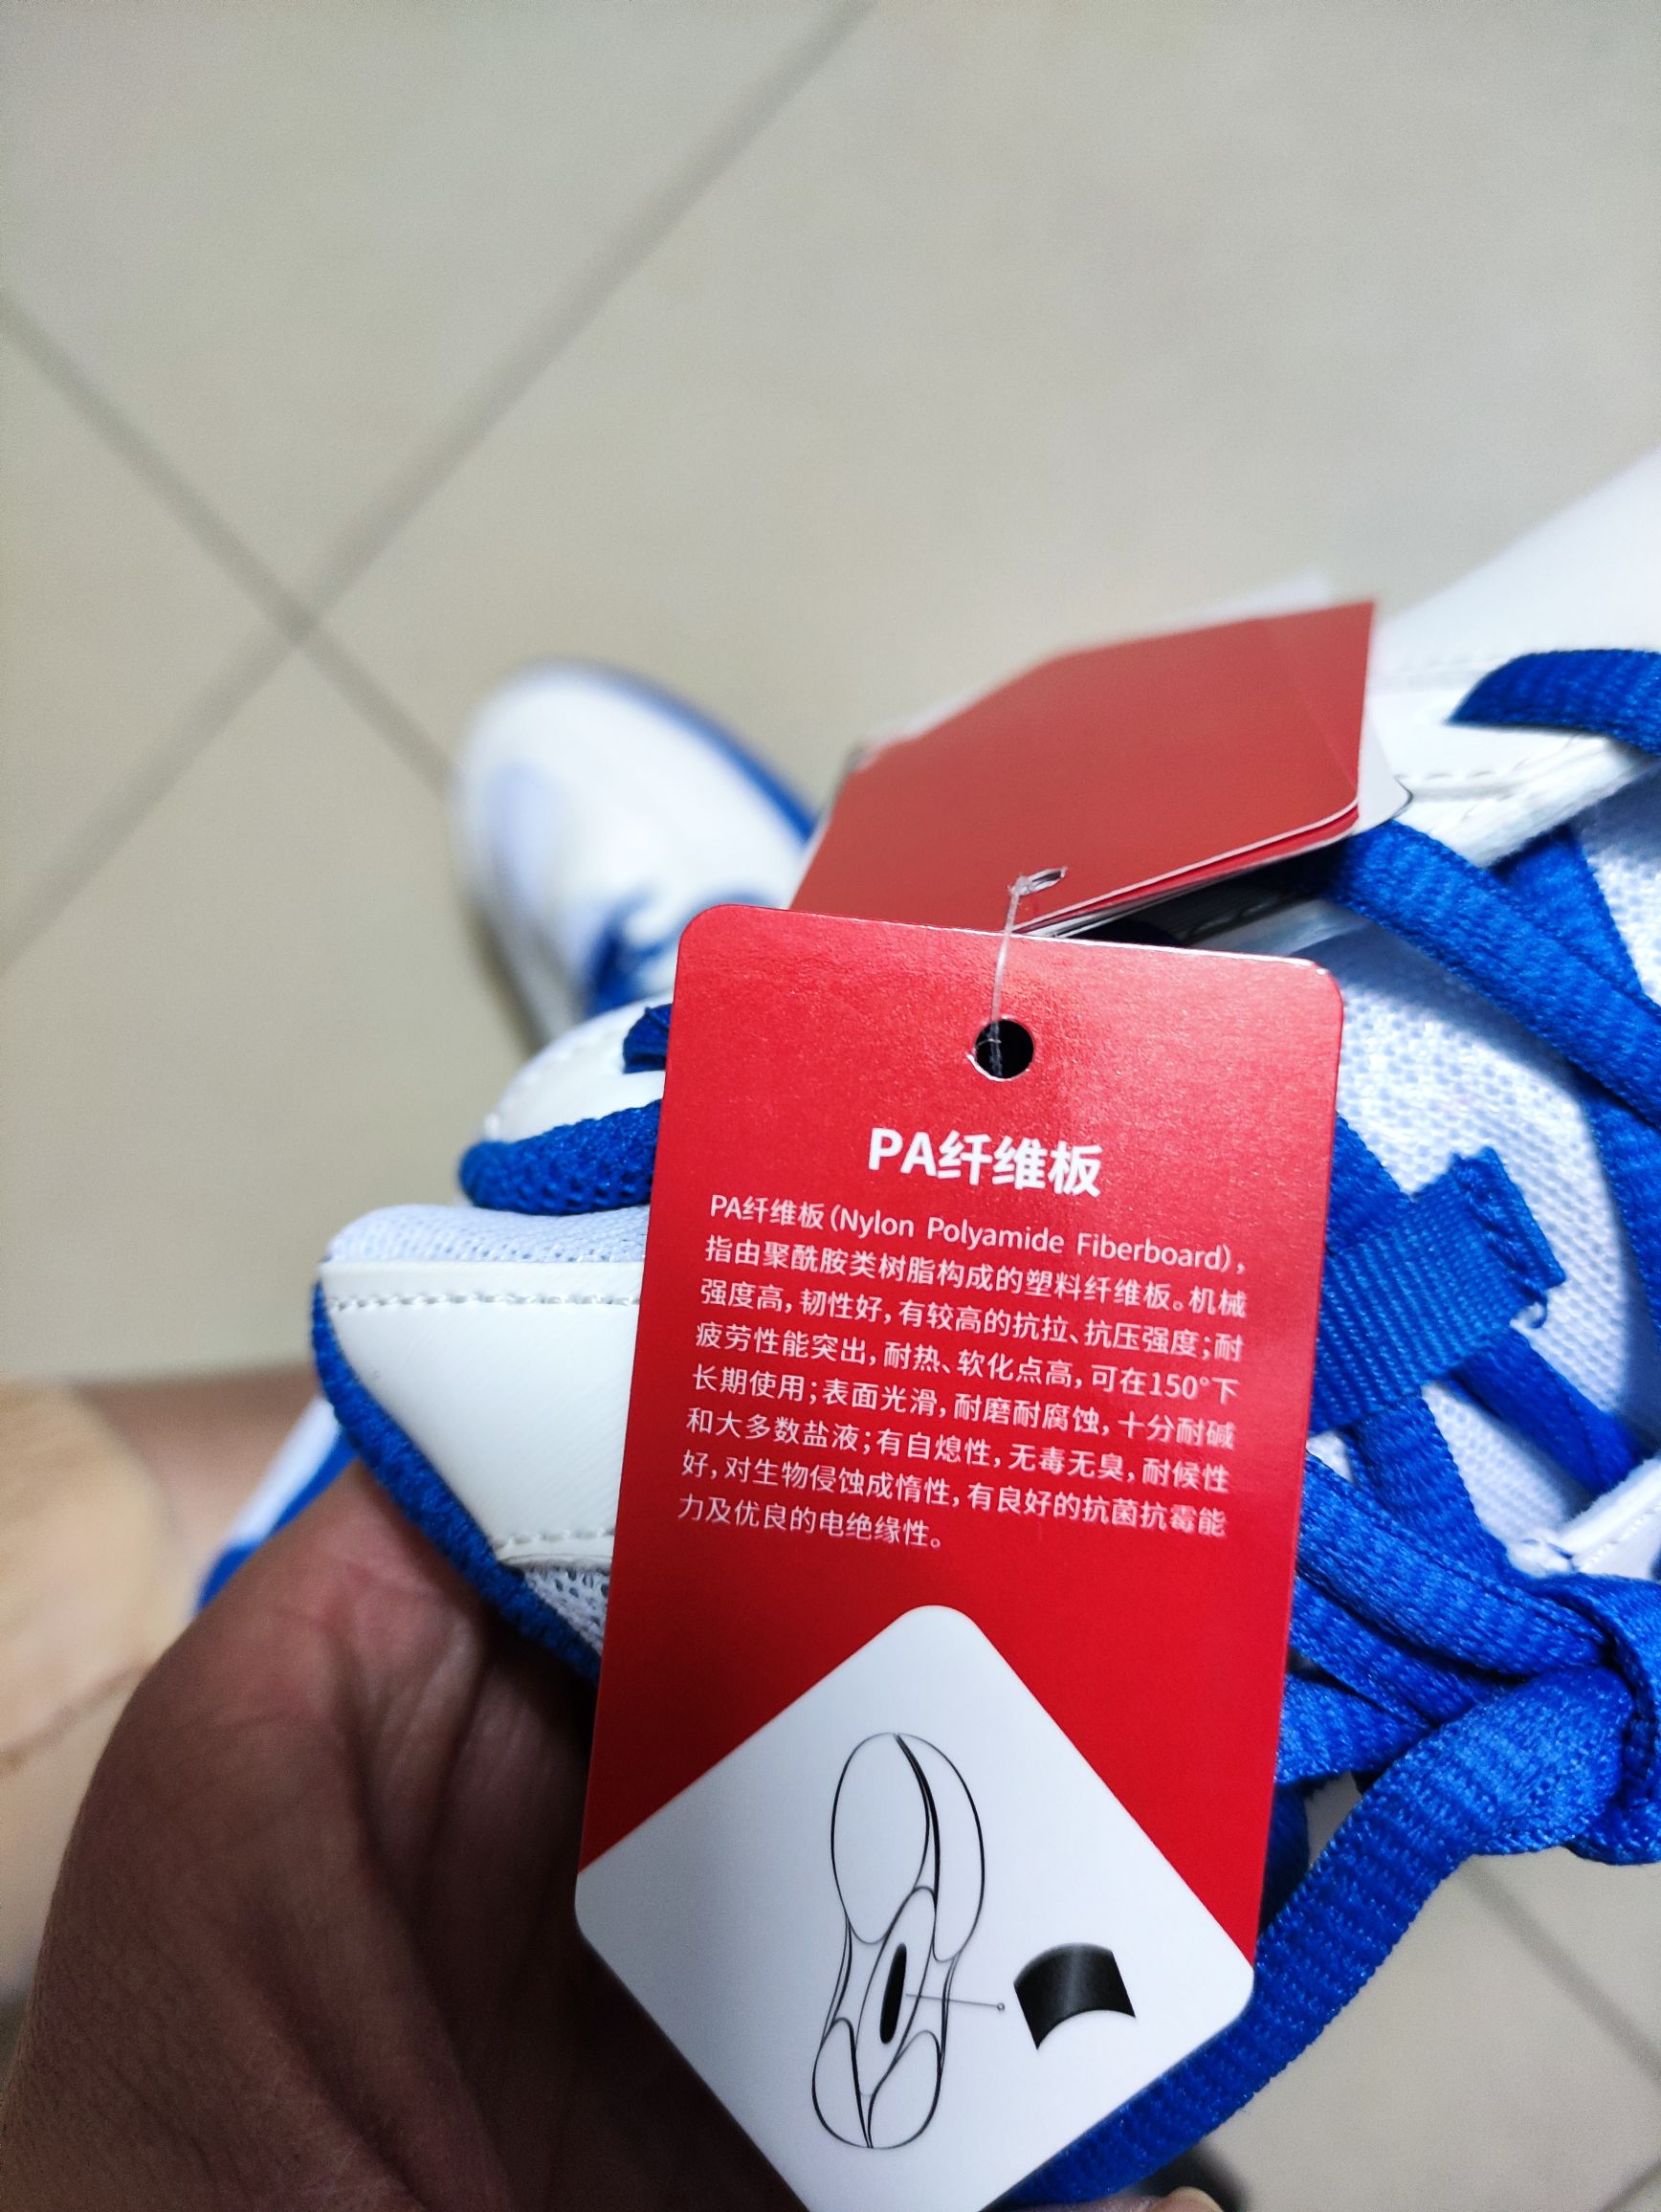 PA纤维板
PA纤维板(Nylon Polyamide Fiberboard),
指由聚酰胺类树脂构成的塑料纤维板。机械
强度高,韧性好,有较高的抗拉、抗压强度;耐
疲劳性能突出,耐热、软化点高,可在150°下
长期使用;表面光滑,耐磨耐腐蚀,十分耐碱
和大多数盐液;有自熄性,无毒无臭,耐候性
好,对生物侵蚀成惰性,有良好的抗菌抗霉能
力及优良的电绝缘性。